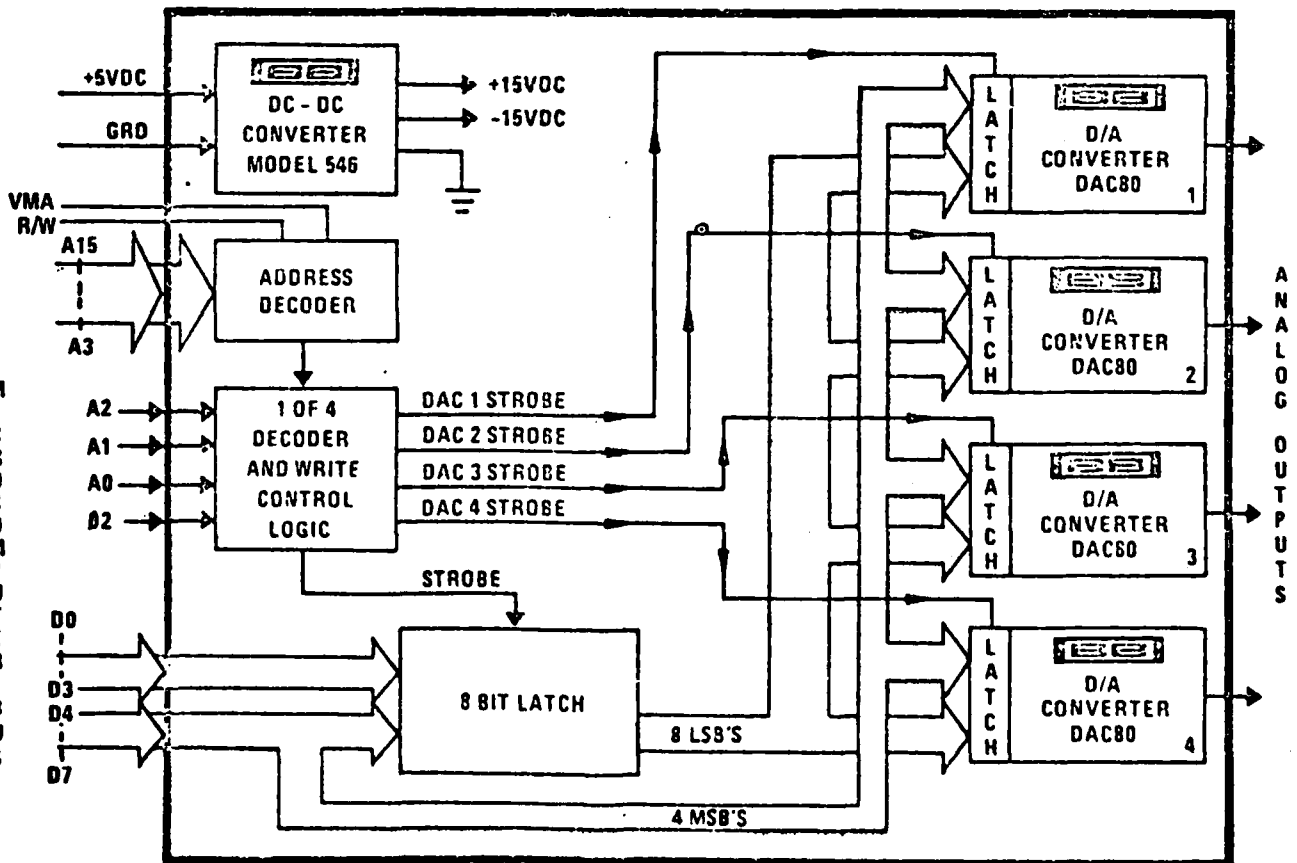 +5VDC
GRD
DC - DC
CONVERTER
MODEL 546
+15VDC
-15VDC
VMA
R/W
A15
A3
ADDRESS
DECODER
A2
A1
A0
Ø2
1 OF 4
DECODER
AND WRITE
CONTROL
LOGIC
DAC 1 STROBE
DAC 2 STROBE
DAC 3 STROBE
DAC 4 STROBE
STROBE
D0
D3
D4
D7
8 BIT LATCH
8 LSB'S
4 MSB'S
LATCH
D/A
CONVERTER
DAC80
1
LATCH
D/A
CONVERTER
DAC80
2
LATCH
D/A
CONVERTER
DAC80
3
LATCH
D/A
CONVERTER
DAC80
4
ANALOG OUTPUTS